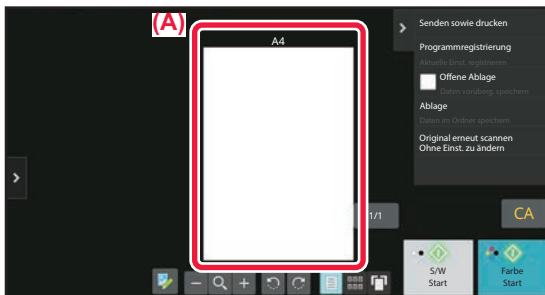 (A)
A4
Senden sowie drucken
Programmregistrierung
Aktuelle Einst. registrieren
Offene Ablage
Daten vorüberg. speichern
Ablage
Daten im Ordner speichern
Original erneut scannen
Ohne Einst. zu ändern
1/1
CA
S/W
Start
Farbe
Start